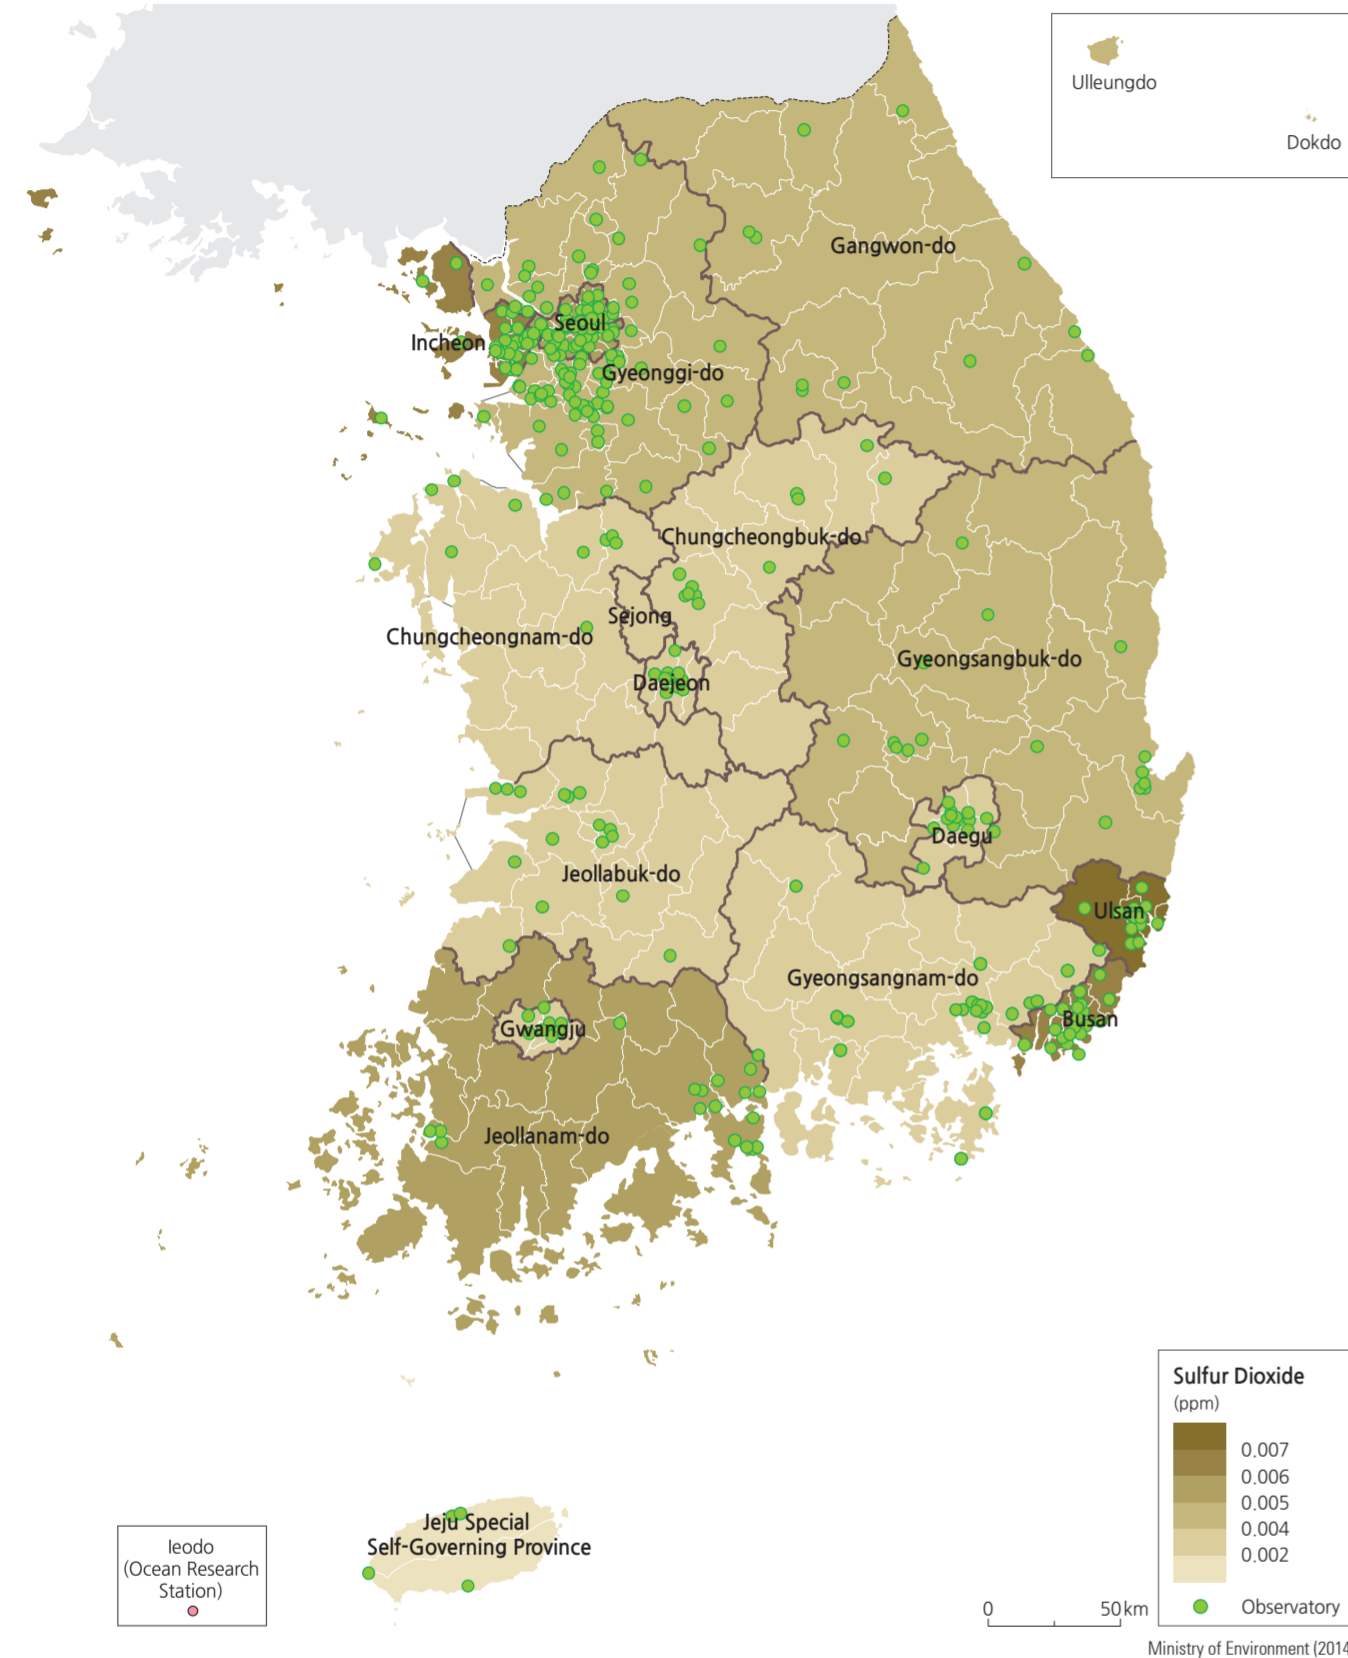 Ulleungdo
Dokdo
Gangwon-do
Seoul
Incheon
Gyeonggi-do
Chungcheongbuk-do
Sejong
Chungcheongnam-do
Gyeongsangbuk-do
Daejeon
Daegu
Jeollabuk-do
Ulsan
Gyeongsangnam-do
Busan
Gwangju
Jeollanam-do
Sulfur Dioxide
(ppm)
0.007
0.006
0.005
0.004
0.002
Observatory
Jeju Special
Self-Governing Province
Ieodo
(Ocean Research
Station)
0 50 km
Ministry of Environment (2014